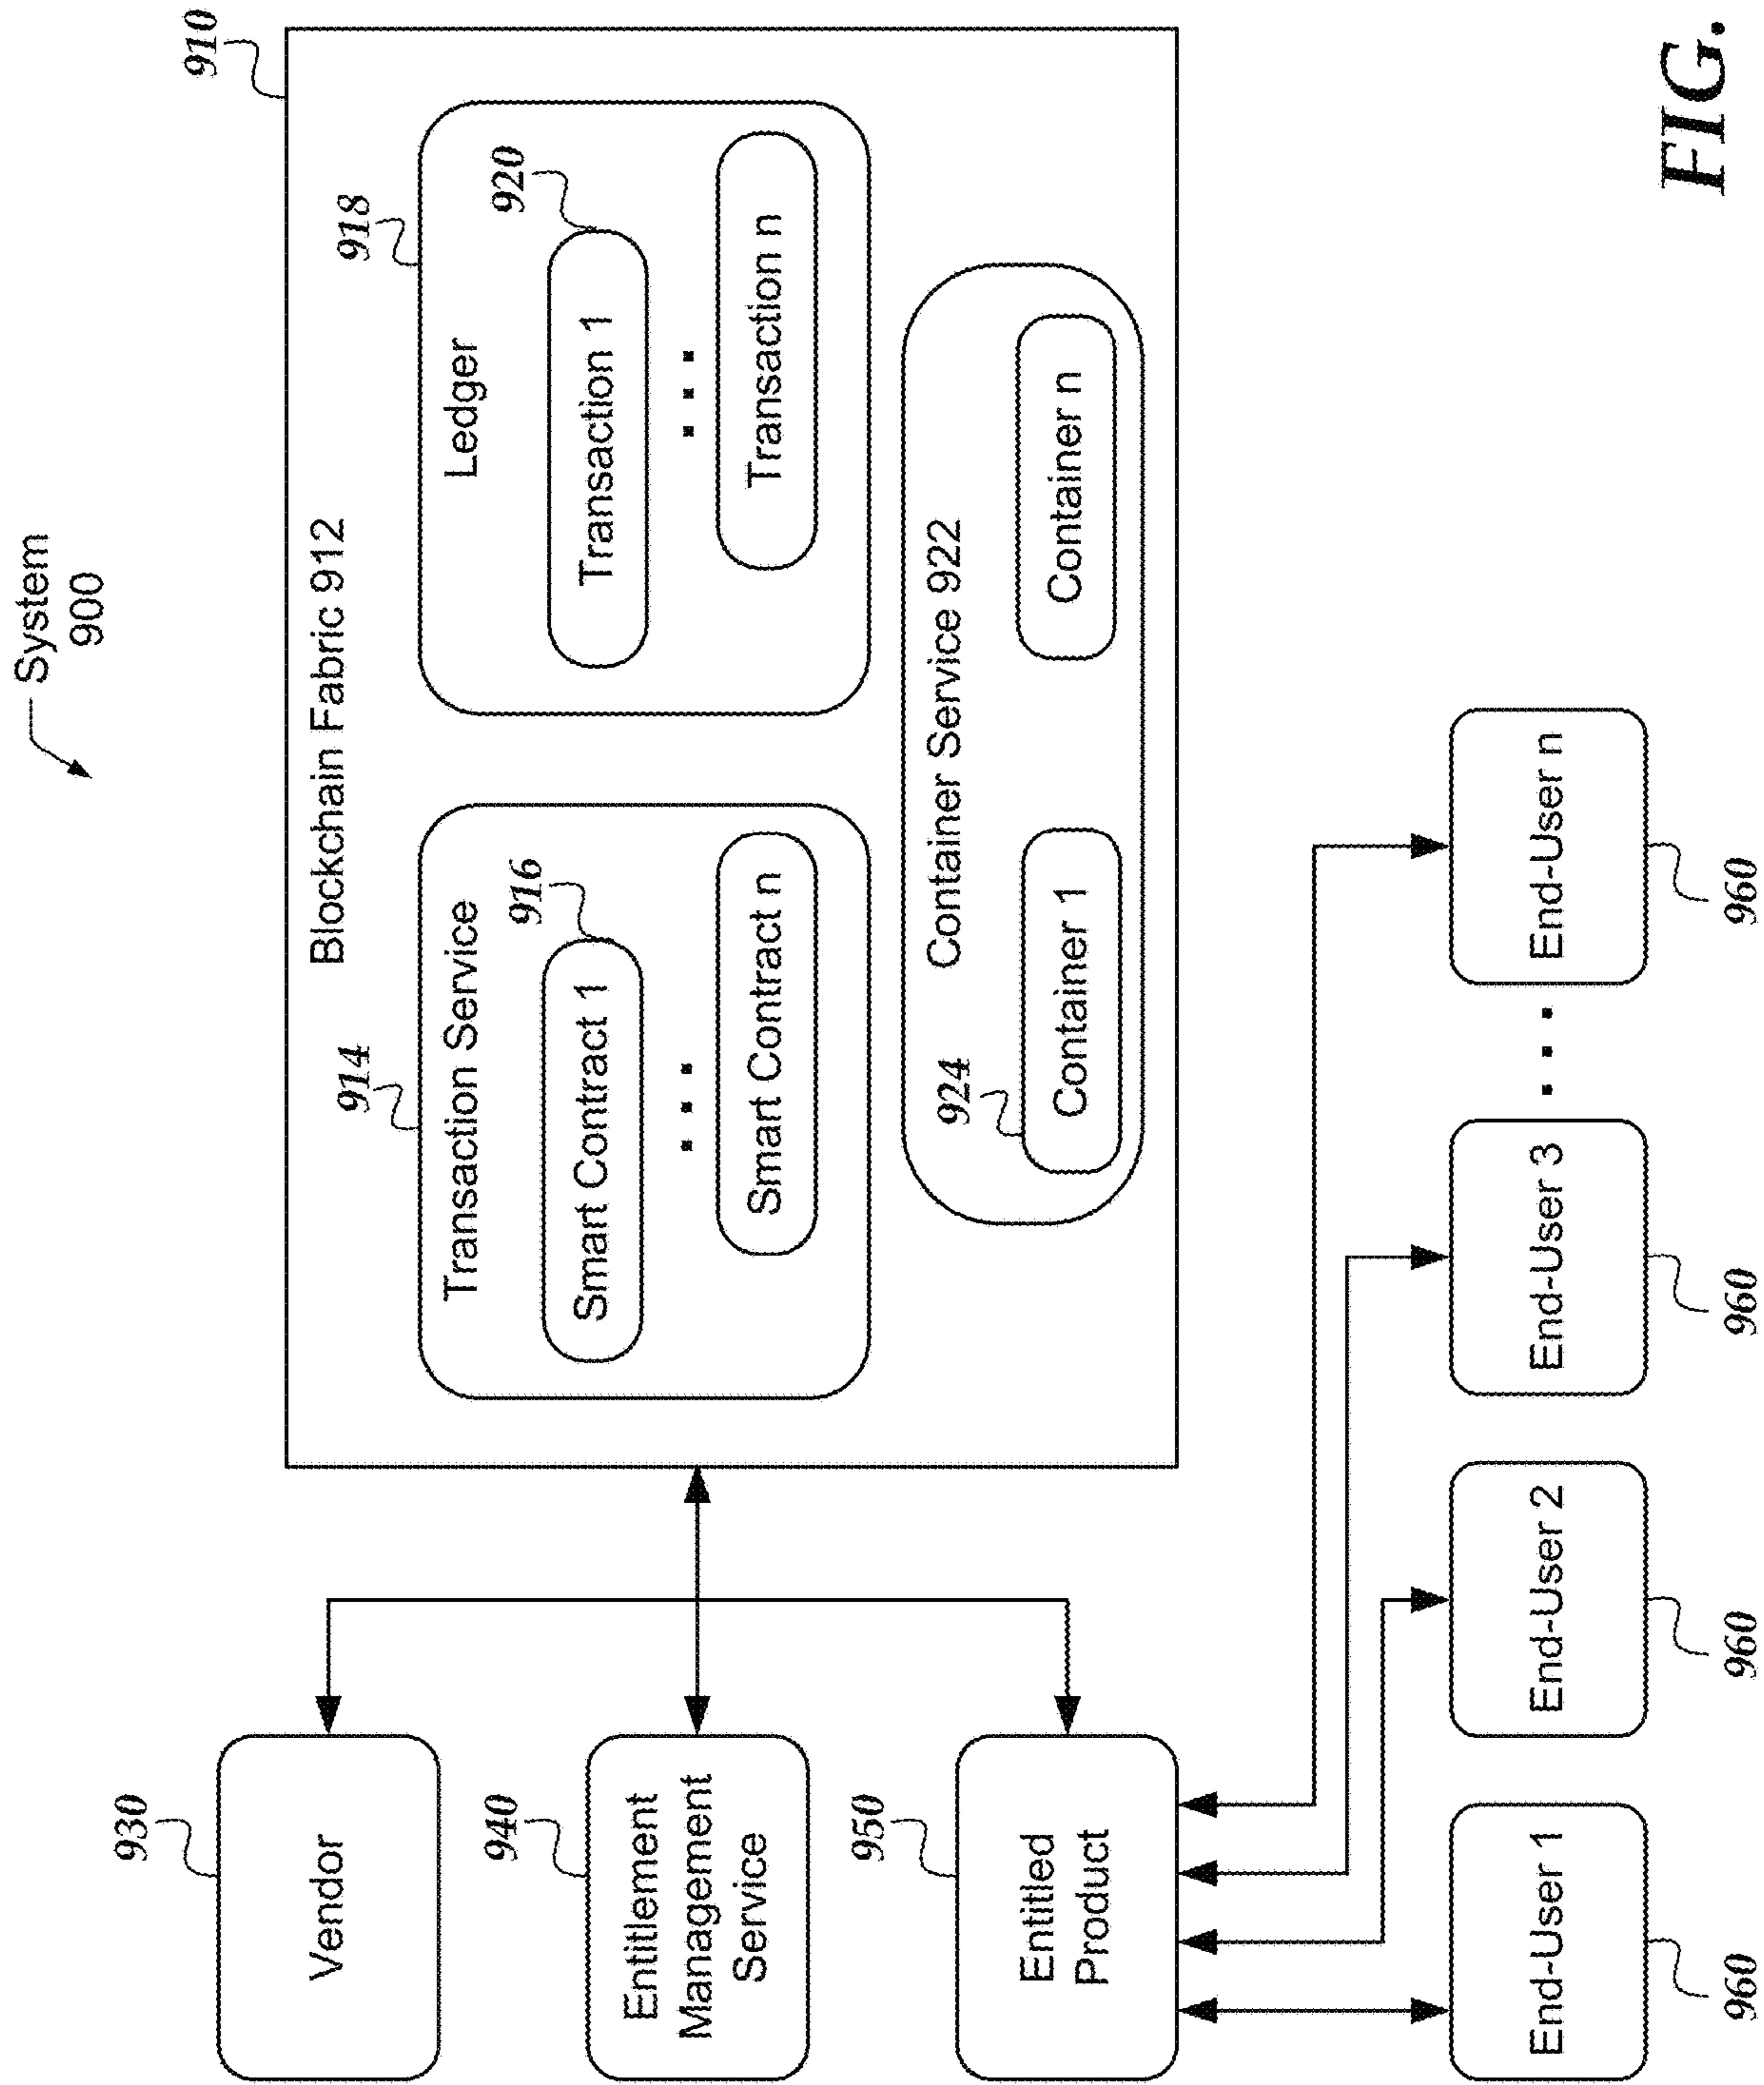 System
900
910
Blockchain Fabric 912
914
Transaction Service
916
Smart Contract 1
Smart Contract n
918
Ledger
920
Transaction 1
Transaction n
Container Service 922
924
Container 1
Container n
930
Vendor
940
Entitlement
Management
Service
950
Entitled
Product
End-User 1
End-User 2
End-User 3
End-User n
960
960
960
960
FIG.